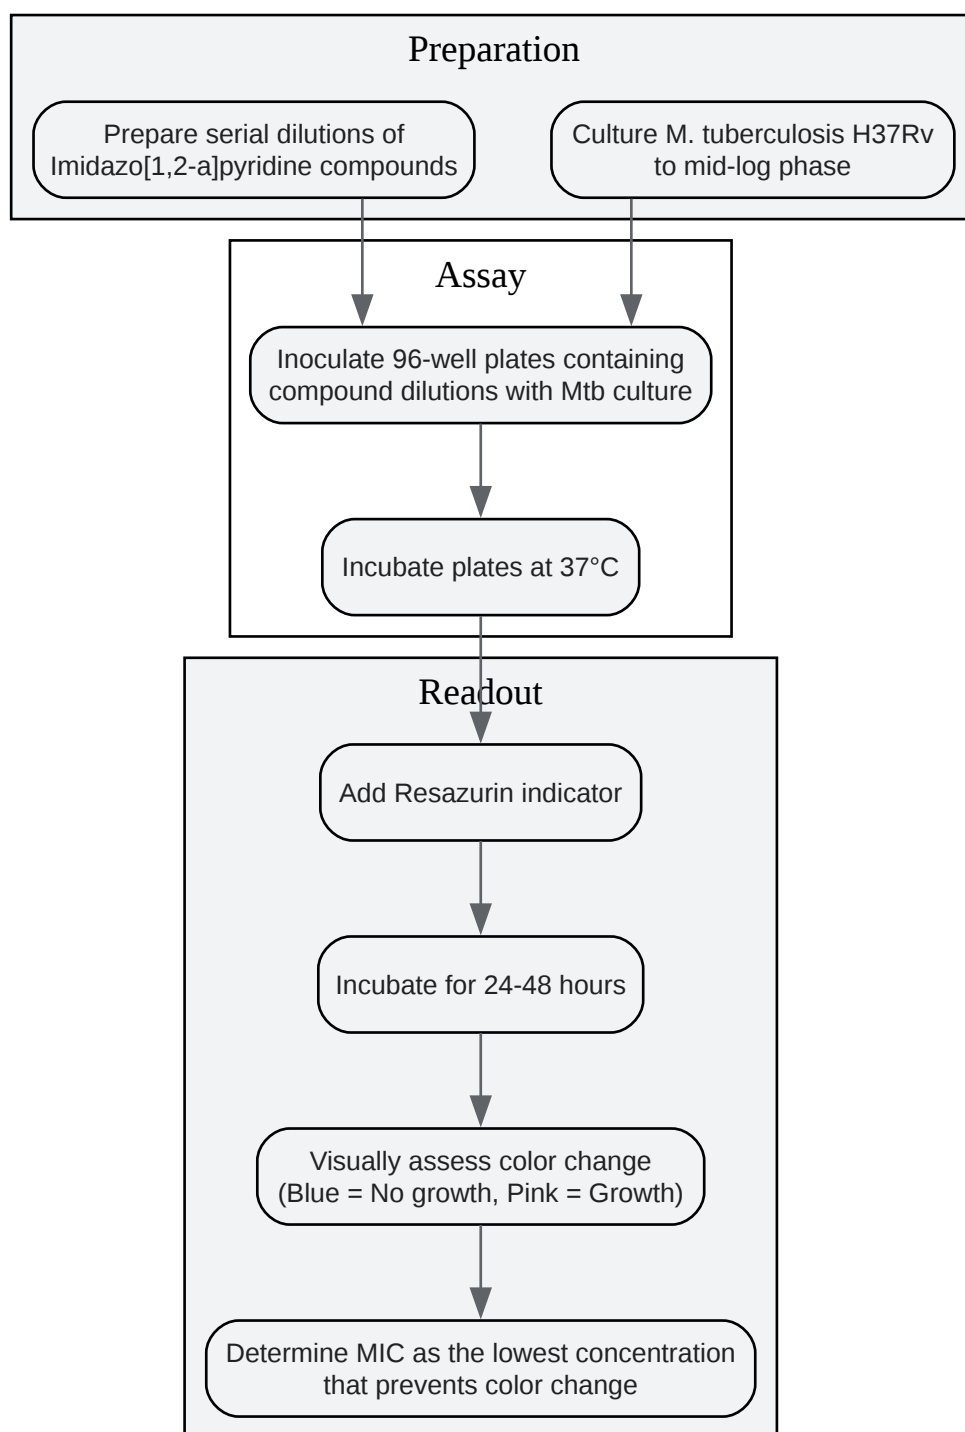 Preparation
Prepare serial dilutions of
Imidazo[1,2-a]pyridine compounds
Culture M. tuberculosis H37Rv
to mid-log phase
Assay
Inoculate 96-well plates containing
compound dilutions with Mtb culture
Incubate plates at 37°C
Readout
Add Resazurin indicator
Incubate for 24-48 hours
Visually assess color change
(Blue = No growth, Pink = Growth)
Determine MIC as the lowest concentration
that prevents color change